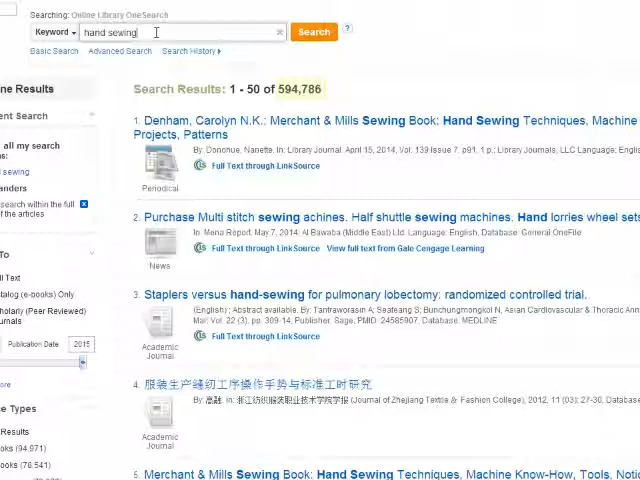 Searching: Online Library OneSearch
Keyword hand sewing Search
Basic Search Advanced Search Search History
ne Results
Search Results: 1 - 50 of 594,786
ent Search
all my search
sewing
anders
search within the full
of the articles
To
ll Text
talog (e-books) Only
holarly (Peer Reviewed)
urnals
Publication Date 2015
ore
ce Types
Results
oks (94,971)
ooks (78,541)
1. Denham, Carolyn N.K.: Merchant & Mills Sewing Book: Hand Sewing Techniques, Machine
Projects, Patterns
By: Donohue, Nanette. In: Library Journal. April 15, 2014, Vol. 139 Issue 7, p91, 1 p.; Library Journals, LLC Language: Englis
Full Text through LinkSource
Periodical
2. Purchase Multi stitch sewing achines. Half shuttle sewing machines. Hand lorries wheel sets
In: Mena Report. May 7, 2014; Al Bawaba (Middle East) Ltd. Language: English, Database: General OneFile
Full Text through LinkSource View full text from Gale Cengage Learning
News
3. Staplers versus hand-sewing for pulmonary lobectomy: randomized controlled trial.
(English) ; Abstract available. By: Tantraworasin A; Seateang S; Bunchungmongkol N, Asian Cardiovascular & Thoracic Ann
Mar; Vol. 22 (3), pp. 309-14; Publisher: Sage; PMID: 24585907, Database: MEDLINE
Full Text through LinkSource
Academic
Journal
4. 服装生产缝纫工序操作手势与标准工时研究
By: 高融. In: 浙江纺织服装职业技术学院学报 (Journal of Zhejiang Textile & Fashion College), 2012, 11 (03): 27-30, Database
Academic
Journal
5. Merchant & Mills Sewing Book: Hand Sewing Techniques, Machine Know-How, Tools, Notio